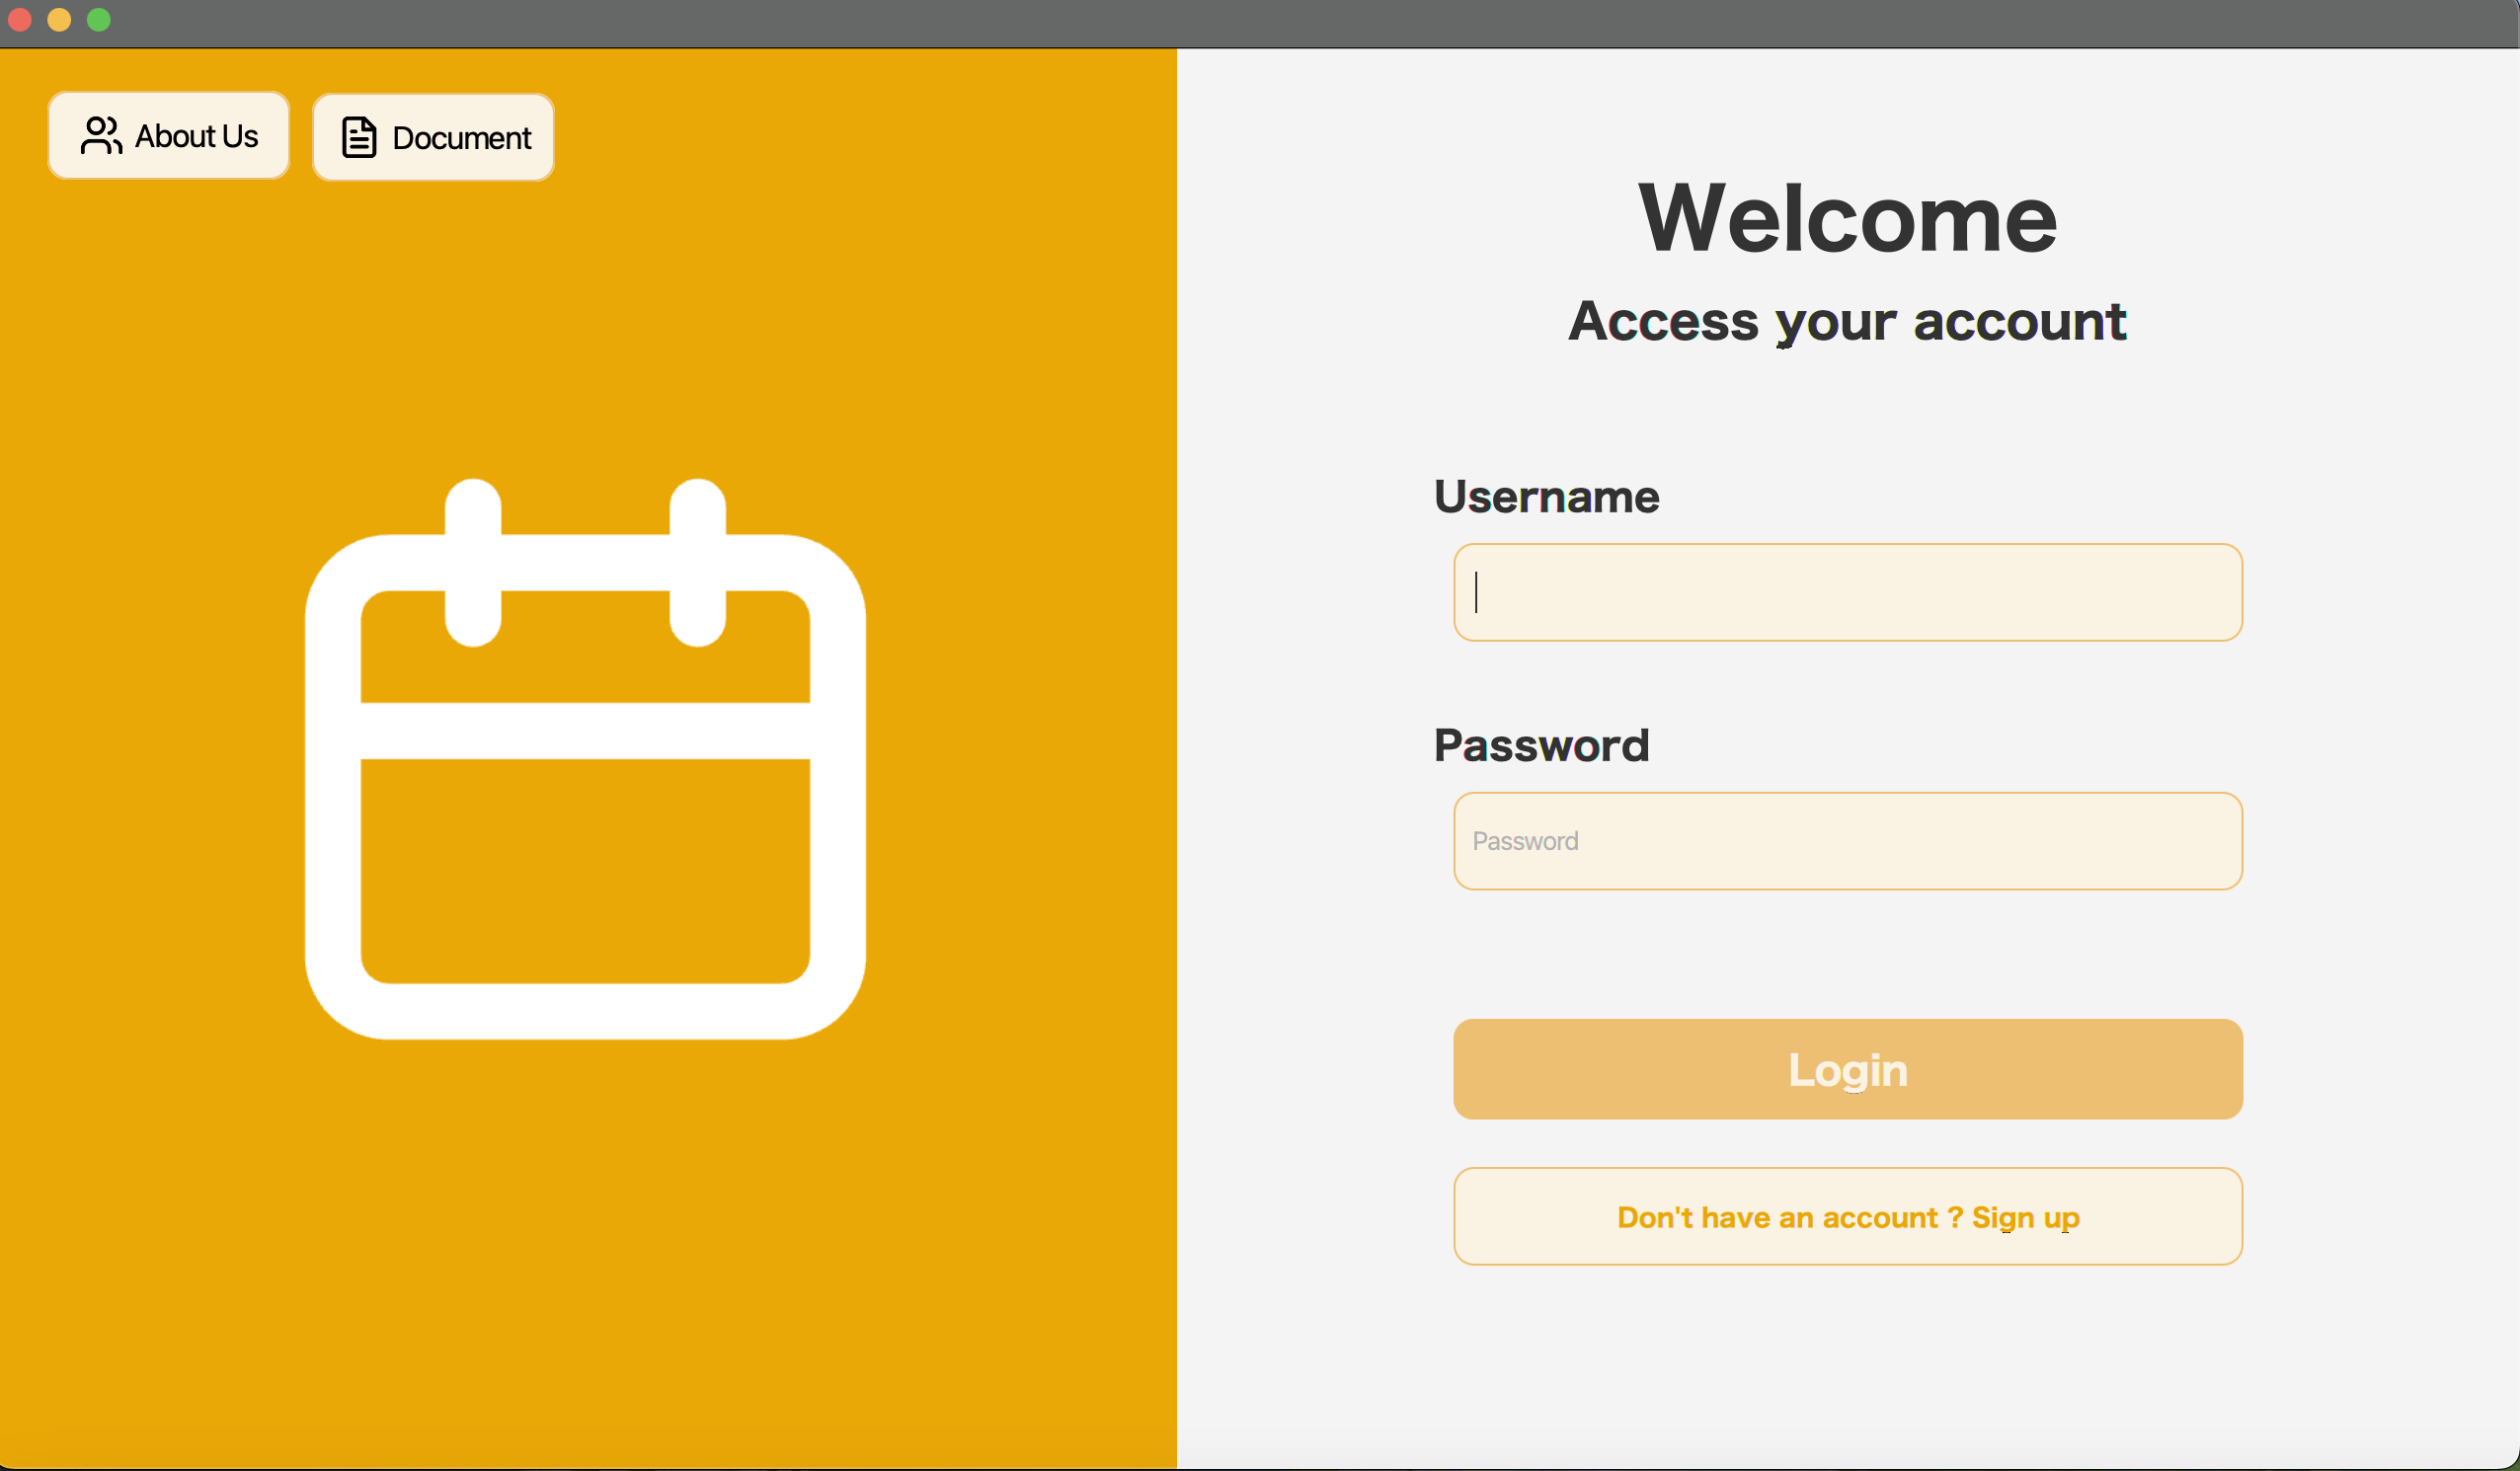 About Us
Document
Welcome
Access your account
Username
Password
Password
Login
Don't have an account ? Sign up